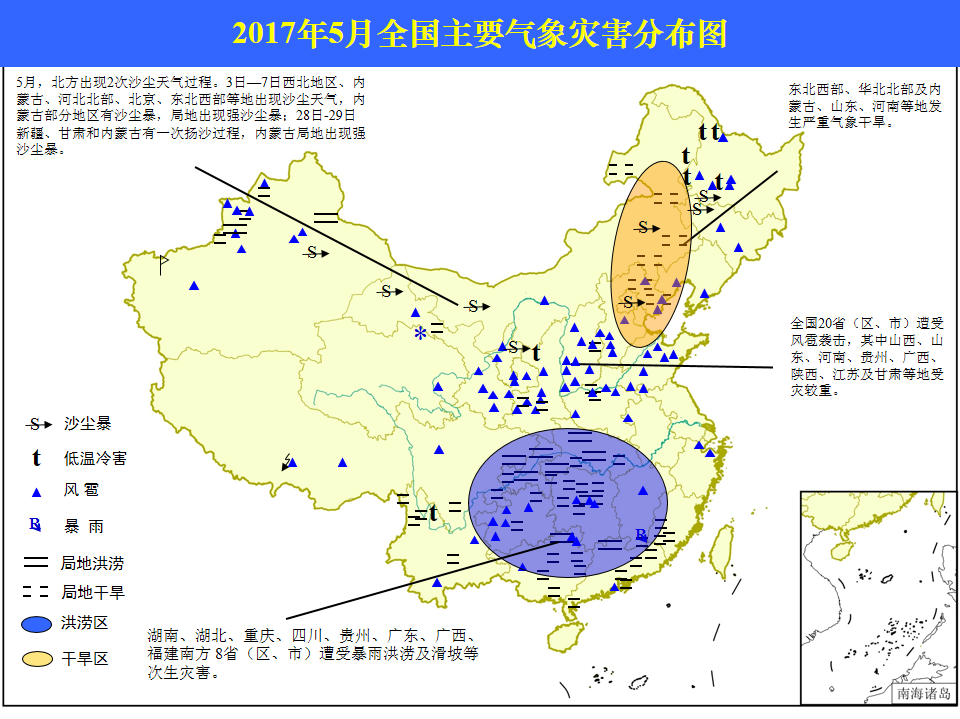 2017年5月全国主要气象灾害分布图
5月，北方出现2次沙尘天气过程。3日—7日西北地区、内
蒙古、河北北部、北京、东北西部等地出现沙尘天气，内
蒙古部分地区有沙尘暴，局地出现强沙尘暴；28日-29日
新疆、甘肃和内蒙古有一次扬沙过程，内蒙古局地出现强
沙尘暴。
东北西部、华北北部及内
蒙古、山东、河南等地发
生严重气象干旱。
全国20省（区、市）遭受
风雹袭击，其中山西、山
东、河南、贵州、广西、
陕西、江苏及甘肃等地受
灾较重。
S 沙尘暴
t 低温冷害
风 雹
R 暴 雨
局地洪涝
局地干旱
洪涝区
干旱区
湖南、湖北、重庆、四川、贵州、广东、广西、
福建南方 8省（区、市）遭受暴雨洪涝及滑坡等
次生灾害。
南海诸岛